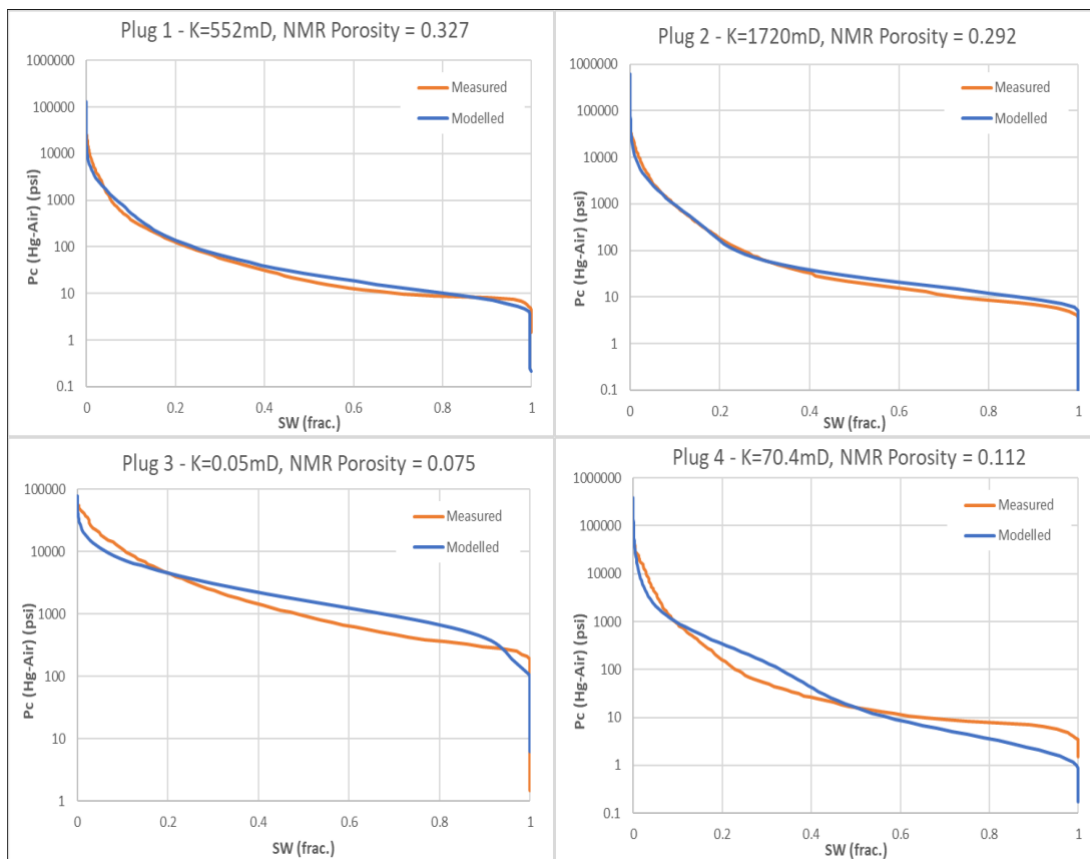 Plug 1 - K=552mD, NMR Porosity = 0.327
1000000
100000
10000
1000
100
10
1
0.1
Pc (Hg-Air) (psi)
Measured
Modelled
0
0.2
0.4
0.6
0.8
1
SW (frac.)
Plug 2 - K=1720mD, NMR Porosity = 0.292
100000
10000
1000
100
10
1
0.1
Pc (Hg-Air) (psi)
Measured
Modelled
0
0.2
0.4
0.6
0.8
1
SW (frac.)
Plug 3 - K=0.05mD, NMR Porosity = 0.075
100000
10000
1000
100
10
1
Pc (Hg-Air) (psi)
Measured
Modelled
0
0.2
0.4
0.6
0.8
1
SW (frac.)
Plug 4 - K=70.4mD, NMR Porosity = 0.112
1000000
100000
10000
1000
100
10
1
0.1
Pc (Hg-Air) (psi)
Measured
Modelled
0
0.2
0.4
0.6
0.8
1
SW (frac.)